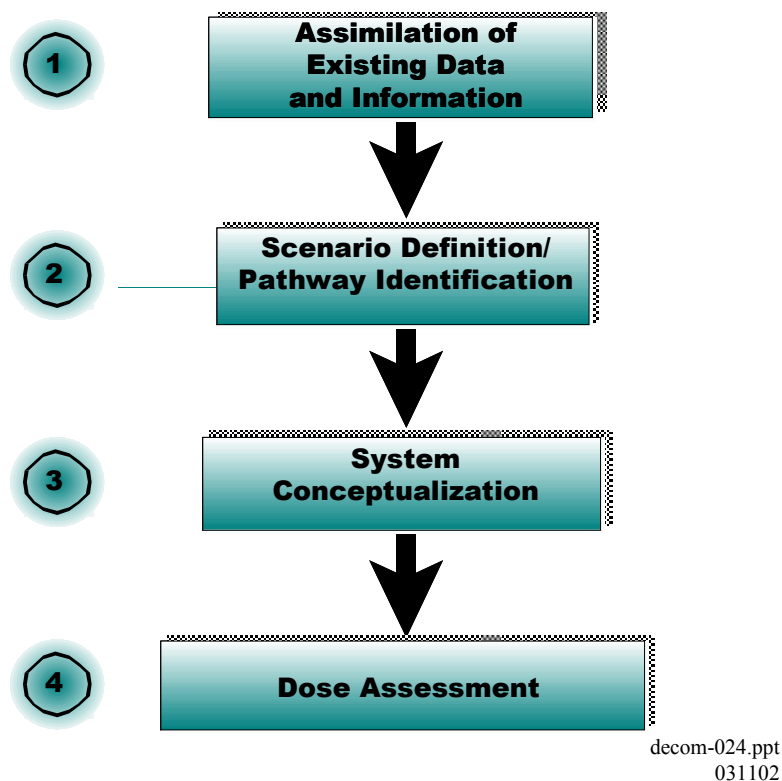 1
Assimilation of
Existing Data
and Information
2
Scenario Definition/
Pathway Identification
3
System
Conceptualization
4
Dose Assessment
decom-024.ppt
031102